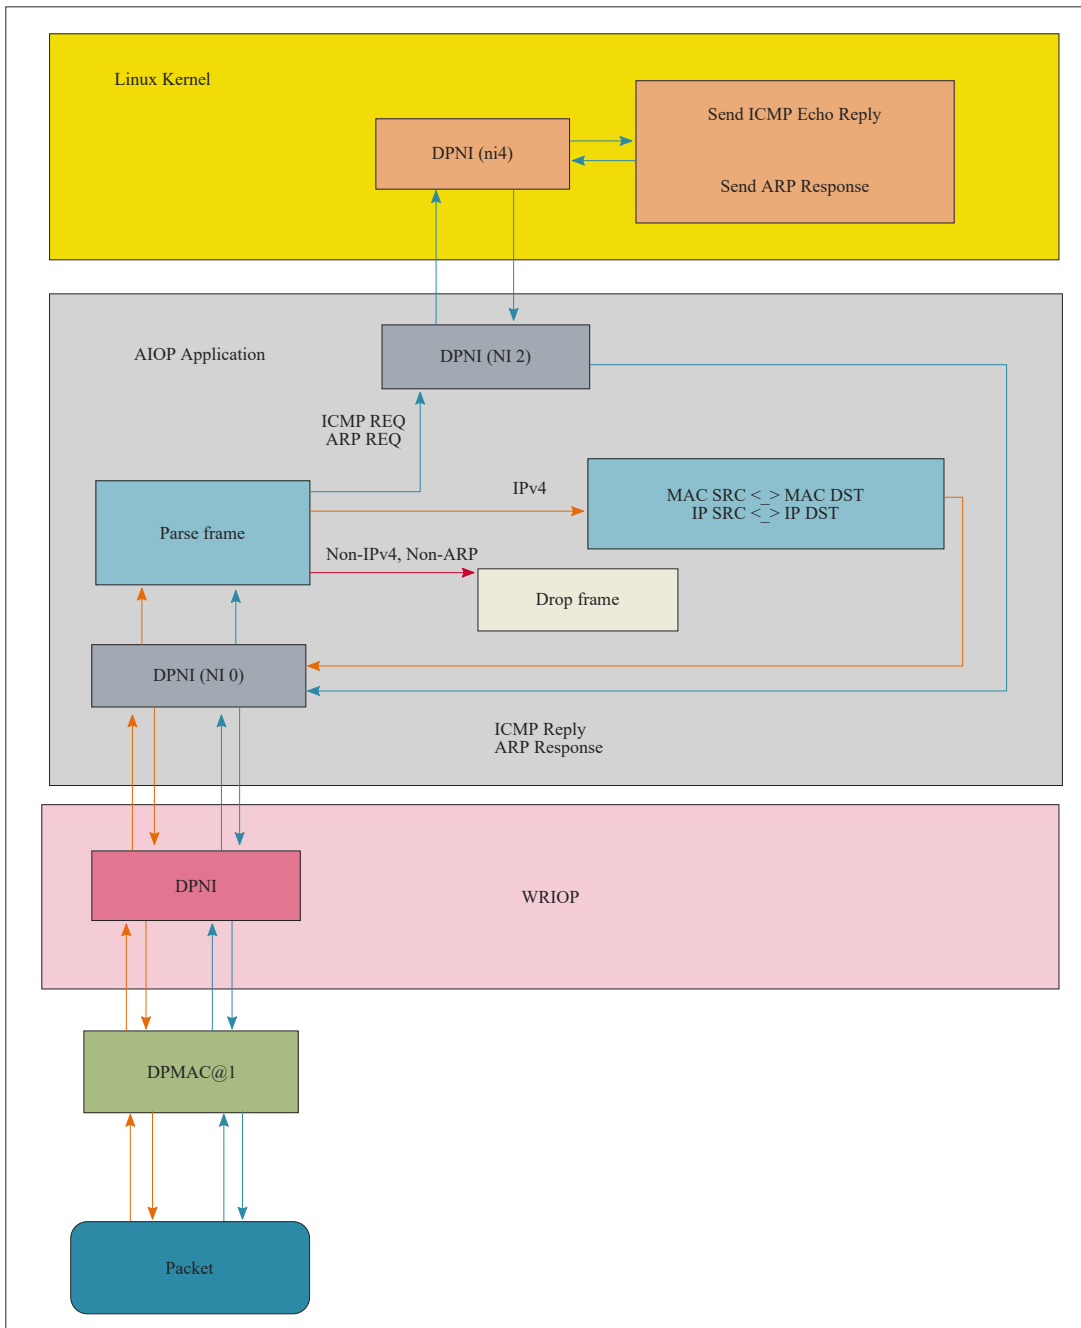 Linux Kernel
Send ICMP Echo Reply
DPNI (ni4)
Send ARP Response
AIOP Application
DPNI (NI 2)
ICMP REQ
ARP REQ
IPv4
MAC SRC <_> MAC DST
IP SRC <_> IP DST
Parse frame
Non-IPv4, Non-ARP
Drop frame
DPNI (NI 0)
ICMP Reply
ARP Response
DPNI
WRIOP
DPMAC@1
Packet